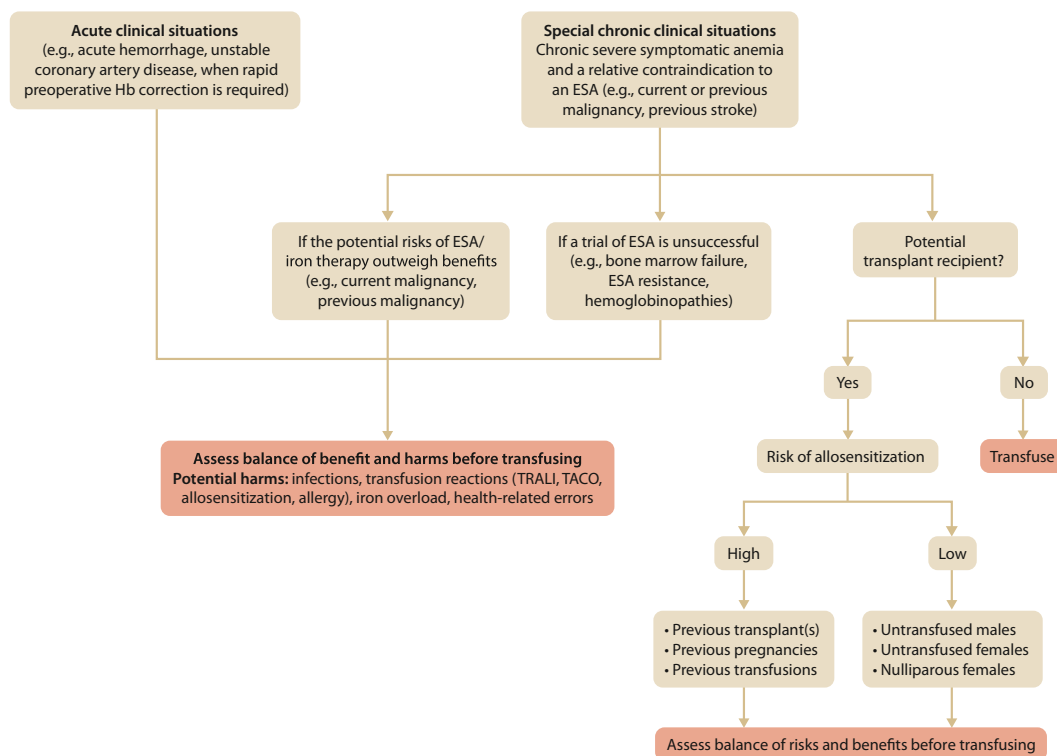 Acute clinical situations
(e.g., acute hemorrhage, unstable
coronary artery disease, when rapid
preoperative Hb correction is required)
Special chronic clinical situations
Chronic severe symptomatic anemia
and a relative contraindication to
an ESA (e.g., current or previous
malignancy, previous stroke)
If the potential risks of ESA/
iron therapy outweigh benefits
(e.g., current malignancy,
previous malignancy)
If a trial of ESA is unsuccessful
(e.g., bone marrow failure,
ESA resistance,
hemoglobinopathies)
Potential
transplant recipient?
Yes
No
Assess balance of benefit and harms before transfusing
Potential harms: infections, transfusion reactions (TRALI, TACO,
allosensitization, allergy), iron overload, health-related errors
Risk of allosensitization
Transfuse
High
Low
• Previous transplant(s)
• Previous pregnancies
• Previous transfusions
• Untransfused males
• Untransfused females
• Nulliparous females
Assess balance of risks and benefits before transfusing